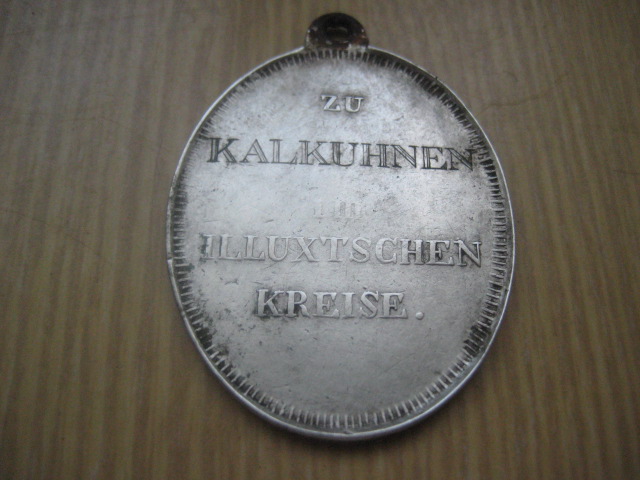 ZU
KALKUHNEN
ILLUXTSCHEN
KREISE.